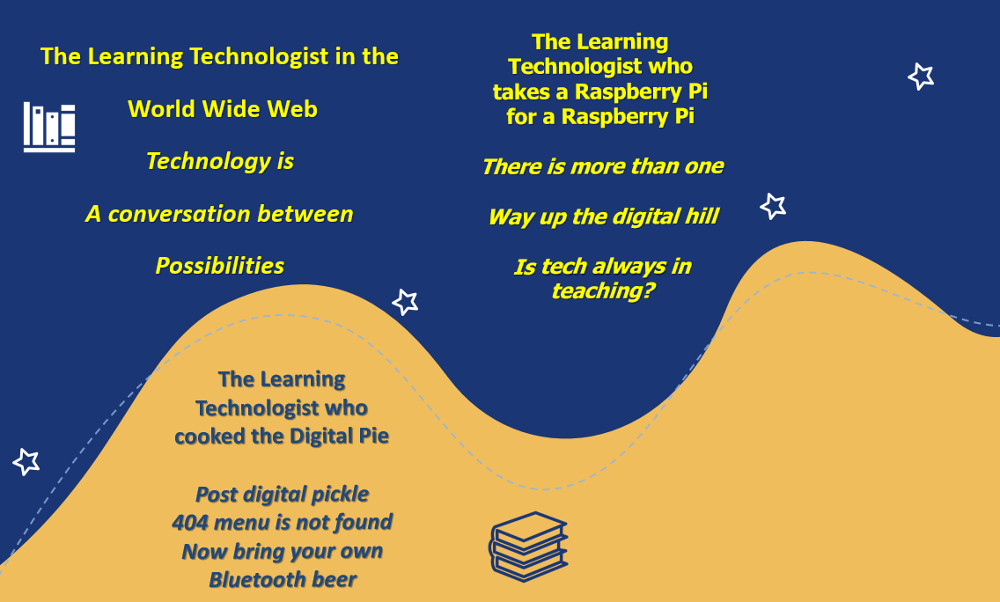 The Learning Technologist in the
World Wide Web
Technology is
A conversation between
Possibilities
The Learning
Technologist who
takes a Raspberry Pi
for a Raspberry Pi
There is more than one
Way up the digital hill
Is tech always in
teaching?
The Learning
Technologist who
cooked the Digital Pie
Post digital pickle
404 menu is not found
Now bring your own
Bluetooth beer